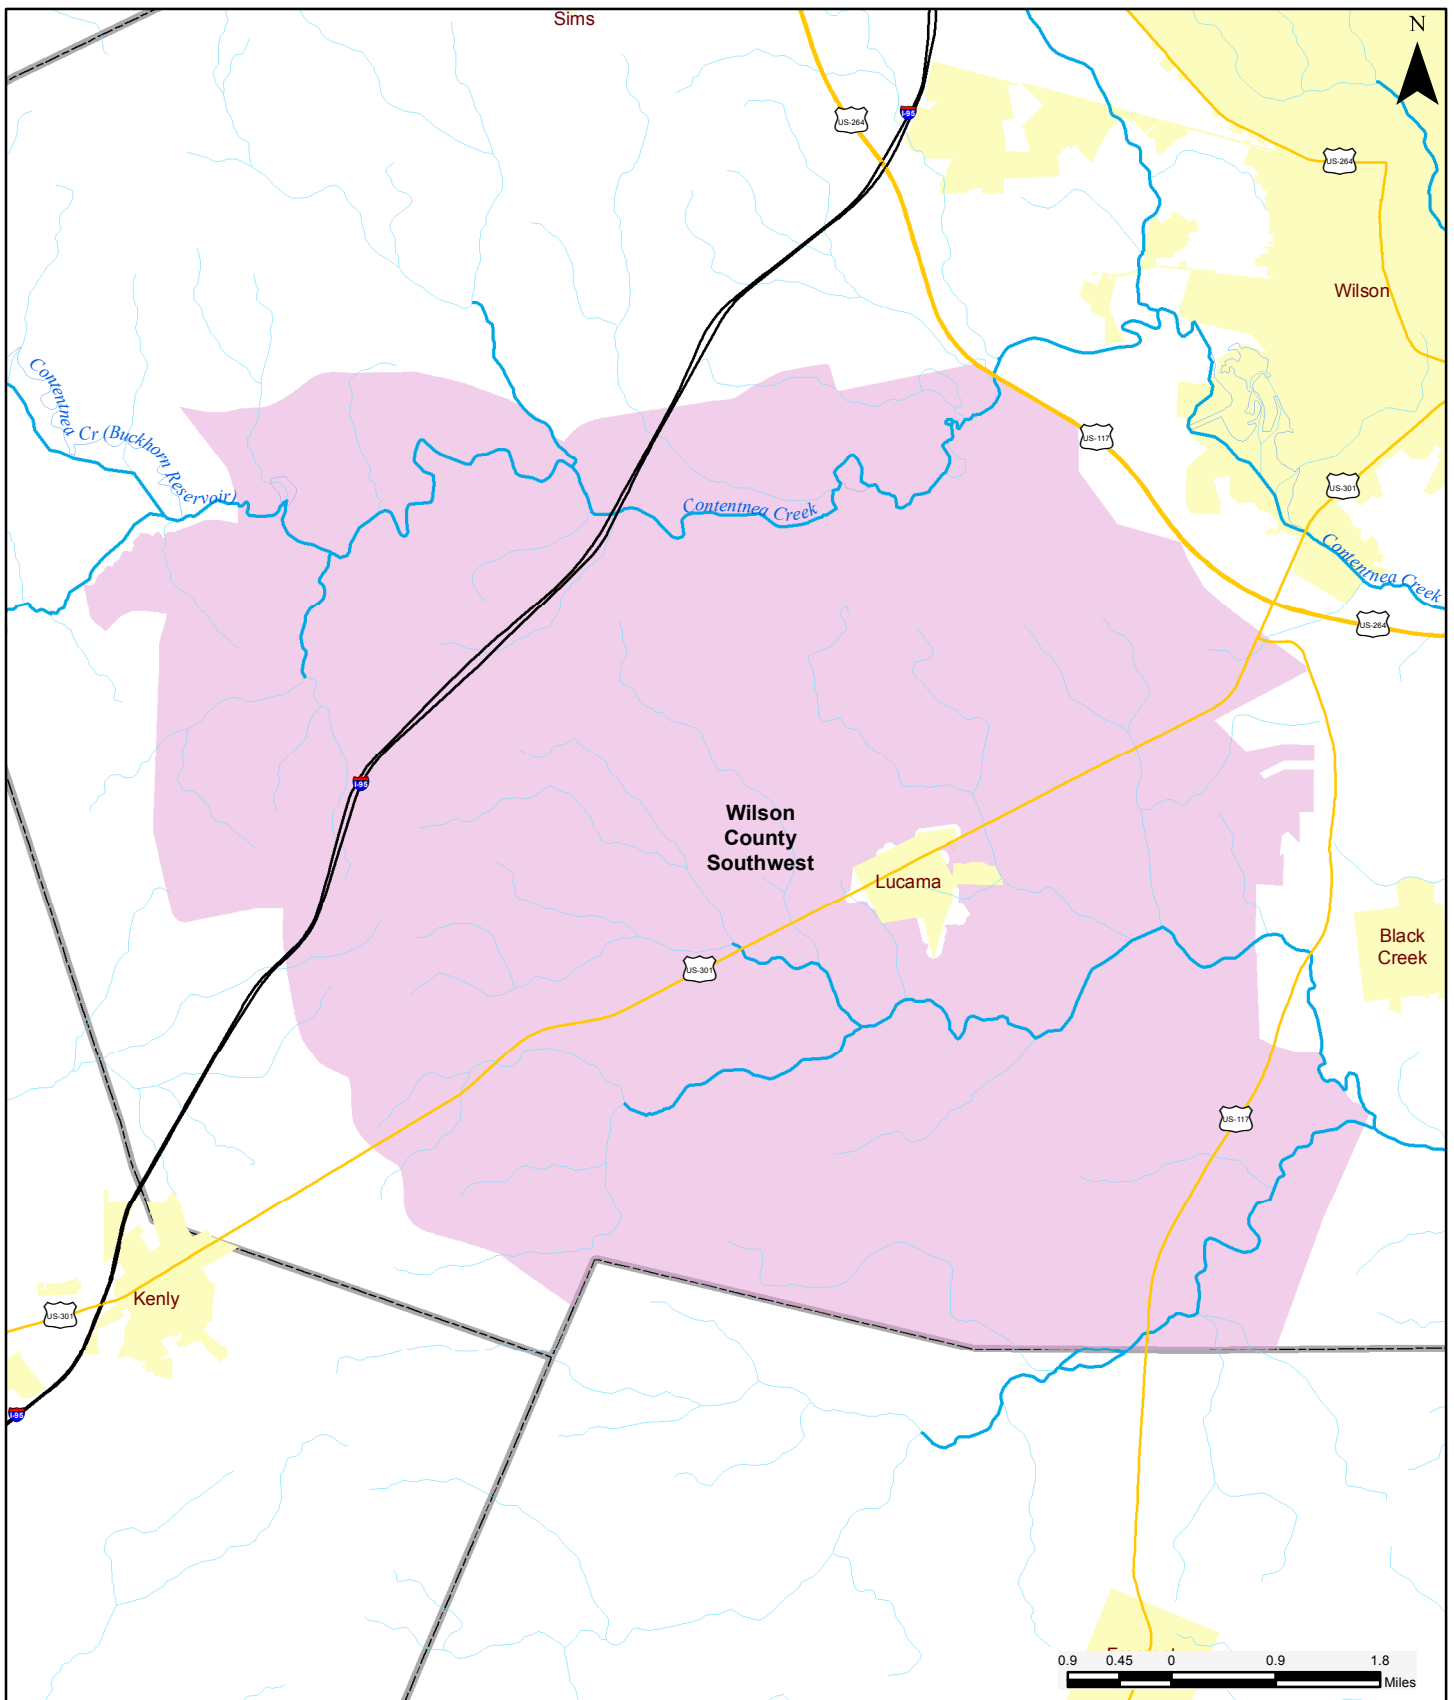 Sims
N
US-264
I-95
US-264
Wilson
Contentnea Cr (Buckhorn Reservoir)
US-117
US-301
Contentnea Creek
Contentnea Creek
US-264
I-95
Wilson
County
Southwest
Lucama
Black
Creek
US-301
US-117
Kenly
US-301
I-95
0.9 0.45 0 0.9 1.8
Miles